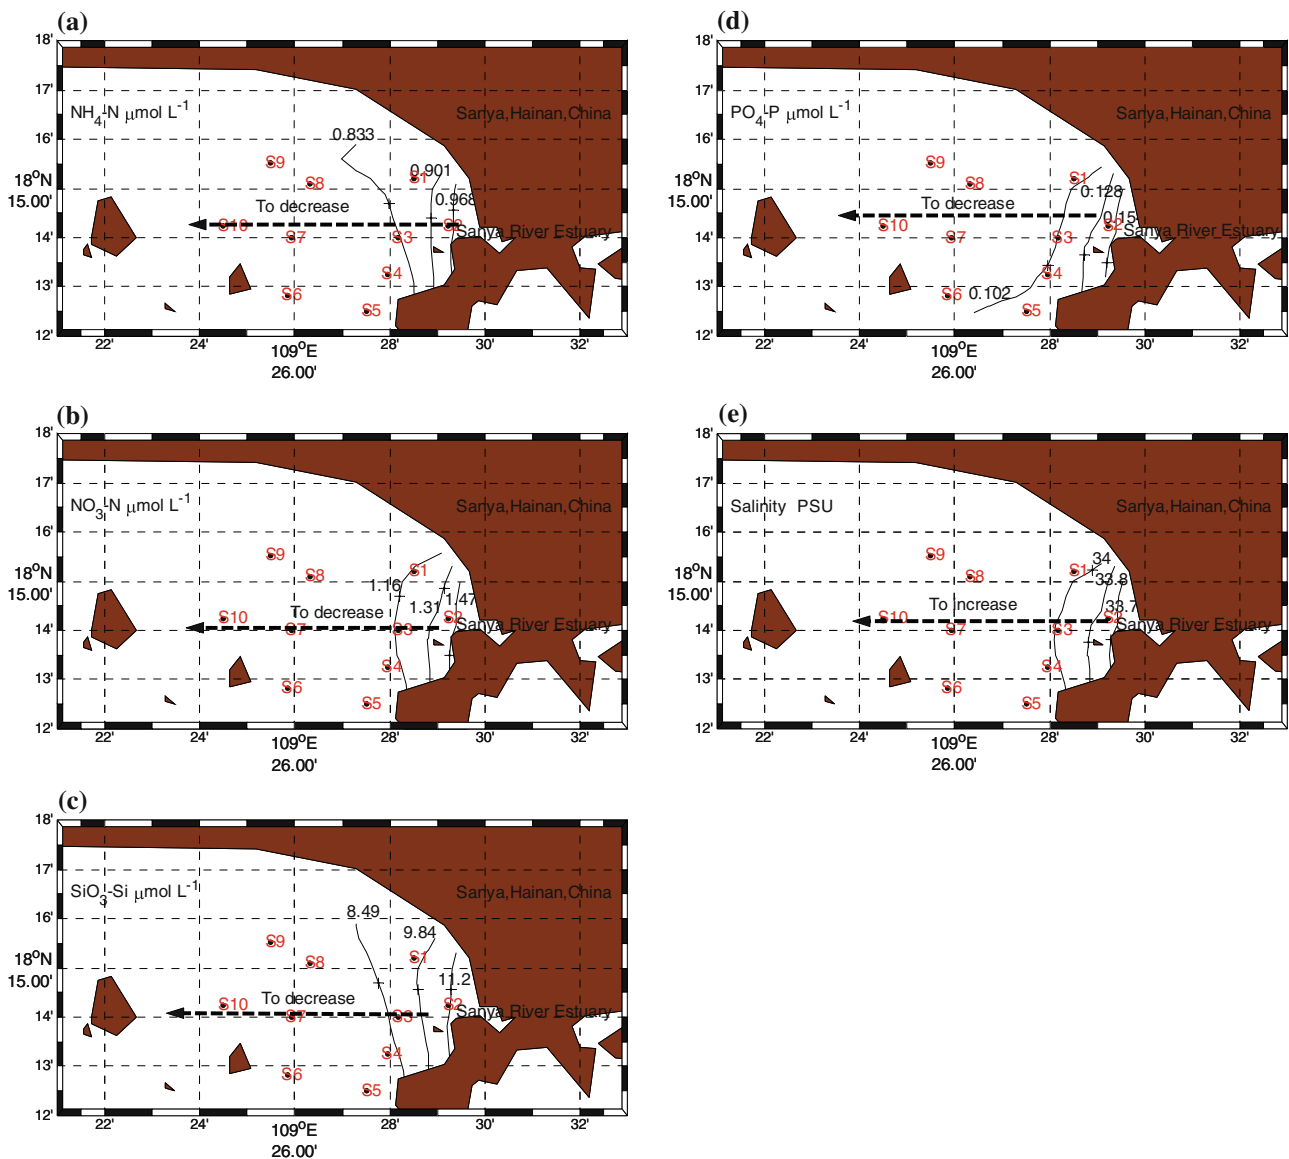 (a)
18'
17'
16'
18°N
15.00'
14'
13'
12'
NH4-N μmol L-1
Sanya,Hainan,China
0.833
0.901
0.968
S9
S8
S1
To decrease
S10
S7
S3
S2
Sanya River Estuary
S4
S6
S5
22'
24'
109°E
26.00'
28'
30'
32'
(d)
18'
17'
16'
18°N
15.00'
14'
13'
12'
PO4-P μmol L-1
Sanya,Hainan,China
S9
S8
S1
0.128
To decrease
0.15
S10
S7
S3
S2
Sanya River Estuary
S4
S6
0.102
S5
22'
24'
109°E
26.00'
28'
30'
32'
(b)
18'
17'
16'
18°N
15.00'
14'
13'
12'
NO3-N μmol L-1
Sanya,Hainan,China
S9
S8
S1
1.16
1.31
1.47
To decrease
S10
S7
S3
S2
Sanya River Estuary
S4
S6
S5
22'
24'
109°E
26.00'
28'
30'
32'
(e)
18'
17'
16'
18°N
15.00'
14'
13'
12'
Salinity PSU
Sanya,Hainan,China
34
33.8
33.7
S9
S8
S1
To increase
S10
S7
S3
S2
Sanya River Estuary
S4
S6
S5
22'
24'
109°E
26.00'
28'
30'
32'
(c)
18'
17'
16'
18°N
15.00'
14'
13'
12'
SiO3-Si μmol L-1
Sanya,Hainan,China
8.49
9.84
11.2
S9
S8
S1
To decrease
S10
S7
S3
S2
Sanya River Estuary
S4
S6
S5
22'
24'
109°E
26.00'
28'
30'
32'